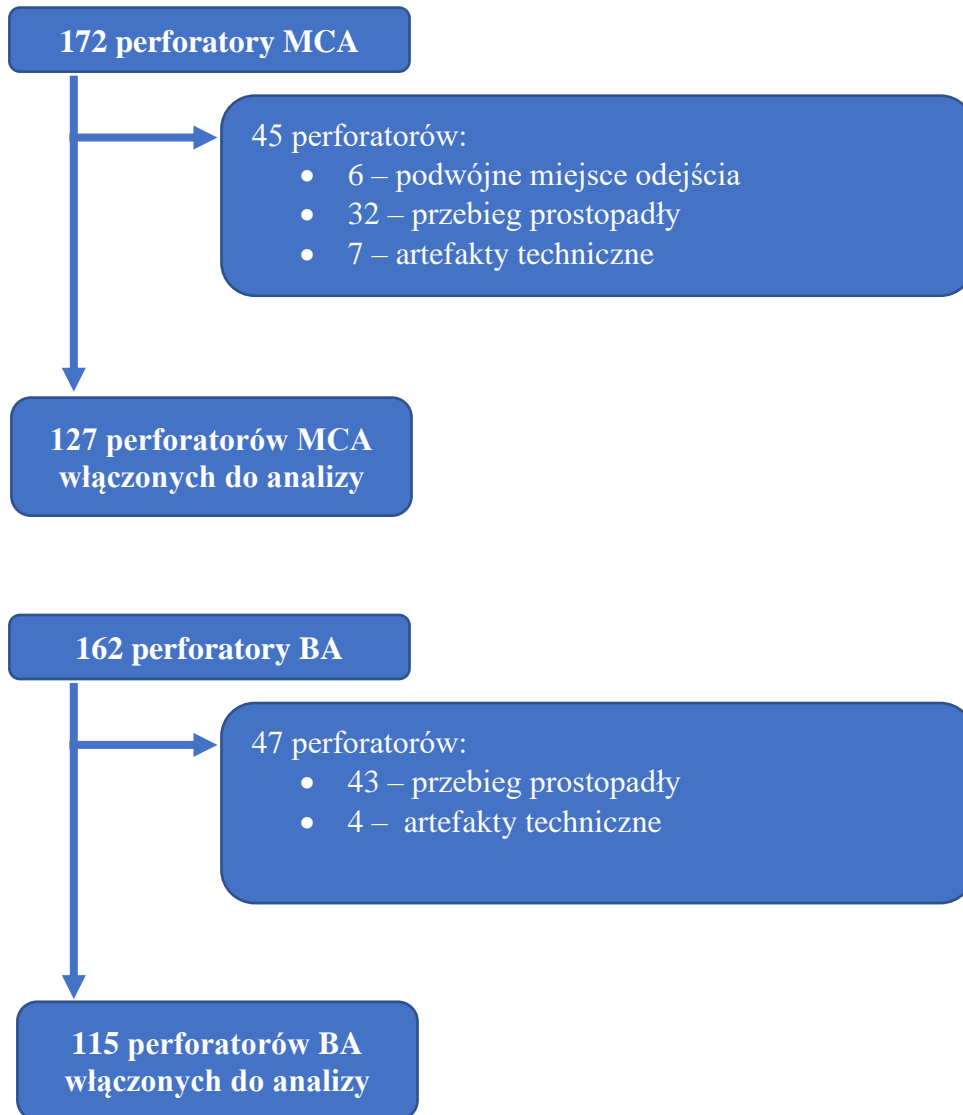 172 perforatory MCA
45 perforatorów:
• 6 – podwójne miejsce odejścia
• 32 – przebieg prostopadły
• 7 – artefakty techniczne
127 perforatorów MCA
włączonych do analizy
162 perforatory BA
47 perforatorów:
• 43 – przebieg prostopadły
• 4 – artefakty techniczne
115 perforatorów BA
włączonych do analizy